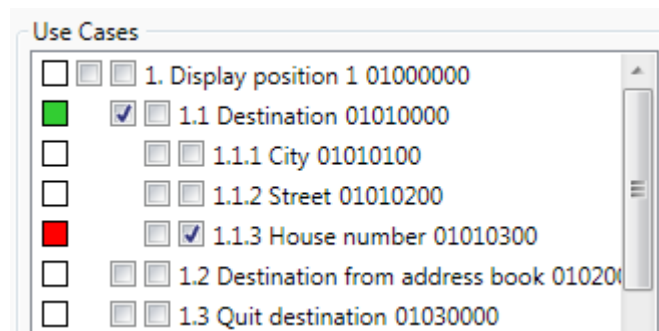 Use Cases
1. Display position 1 01000000
1.1 Destination 01010000
1.1.1 City 01010100
1.1.2 Street 01010200
1.1.3 House number 01010300
1.2 Destination from address book 01020
1.3 Quit destination 01030000